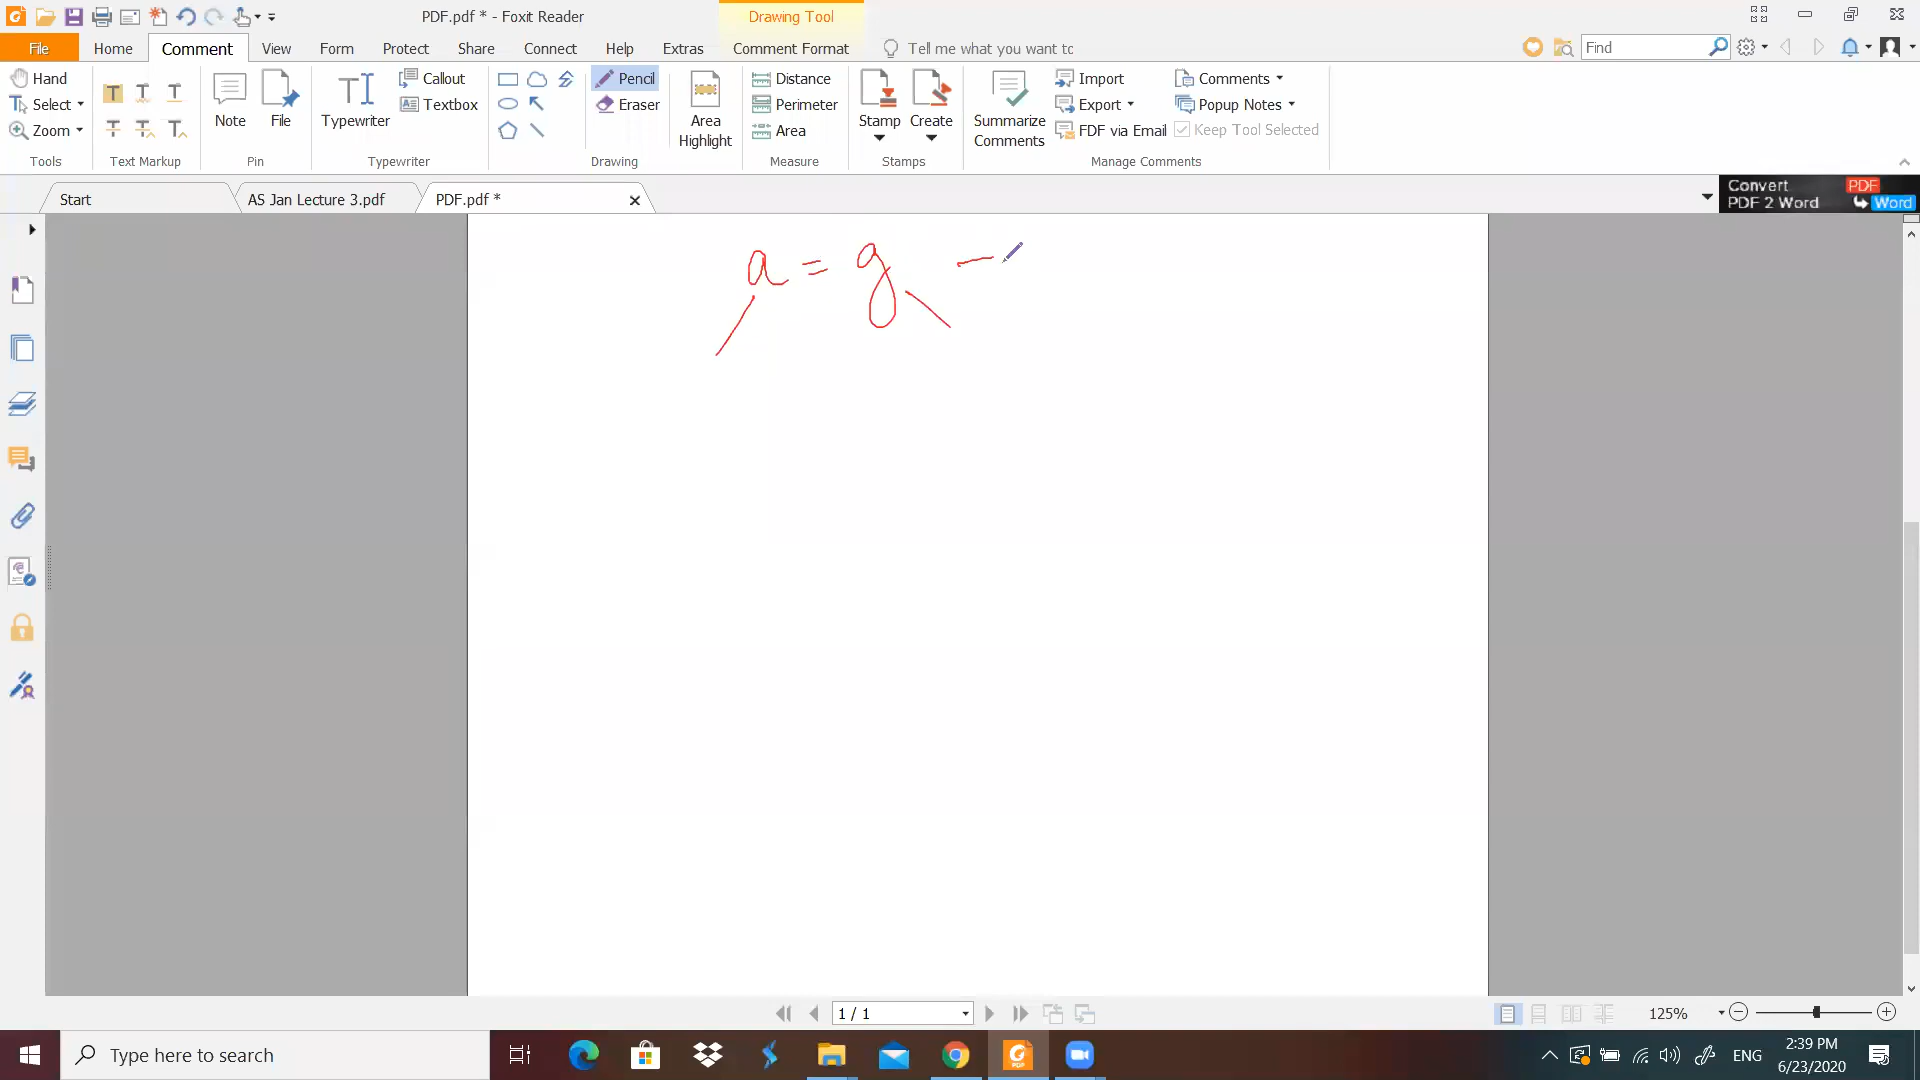 PDF.pdf * - Foxit Reader
Drawing Tool
File Home Comment View Form Protect Share Connect Help Extras Comment Format Tell me what you want to Find
Hand
Select
Zoom
Tools
Text Markup
Note
File
Pin
Typewriter
Callout
Textbox
Typewriter
Pencil
Eraser
Drawing
Area
Highlight
Distance
Perimeter
Area
Measure
Stamp
Create
Stamps
Summarize
Comments
Import
Export
FDF via Email
Comments
Popup Notes
Keep Tool Selected
Manage Comments
Start
AS Jan Lecture 3.pdf
PDF.pdf *
Convert PDF
PDF 2 Word Word
a = g –
1 / 1
125%
Type here to search
ENG
2:39 PM
6/23/2020